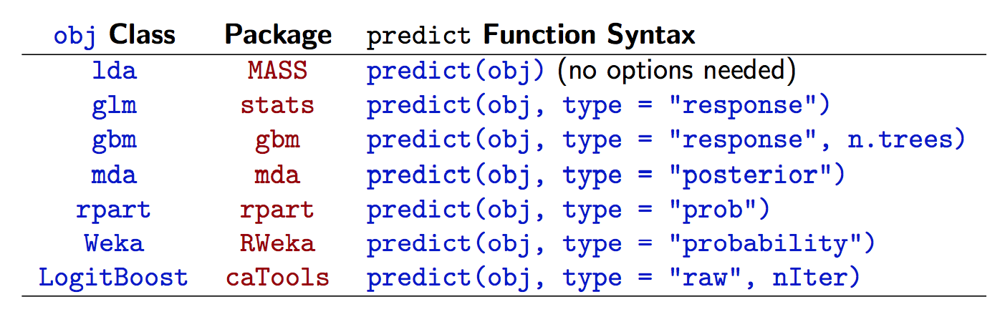 obj Class Package predict Function Syntax
lda MASS predict(obj) (no options needed)
glm stats predict(obj, type = "response")
gbm gbm predict(obj, type = "response", n.trees)
mda mda predict(obj, type = "posterior")
rpart rpart predict(obj, type = "prob")
Weka RWeka predict(obj, type = "probability")
LogitBoost caTools predict(obj, type = "raw", nIter)